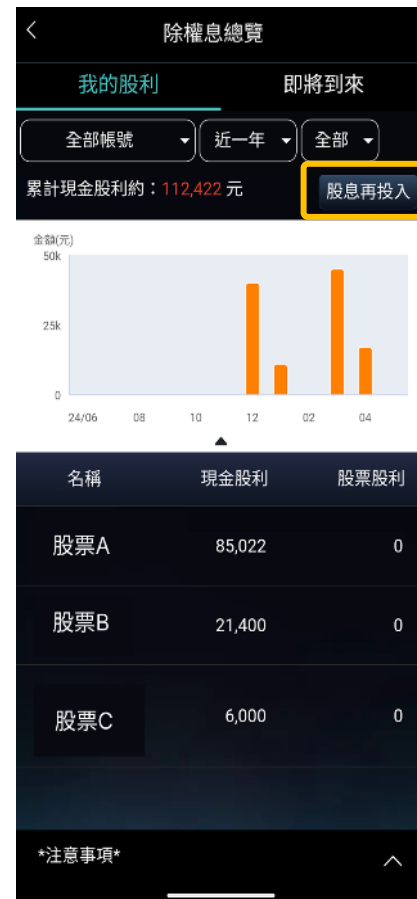 除權息總覽
我的股利 即將到來
全部帳號 近一年 全部
累計現金股利約：112,422 元 股息再投入
金額(元)
50k
25k
0
24/06 08 10 12 02 04
名稱 現金股利 股票股利
股票A 85,022 0
股票B 21,400 0
股票C 6,000 0
*注意事項*